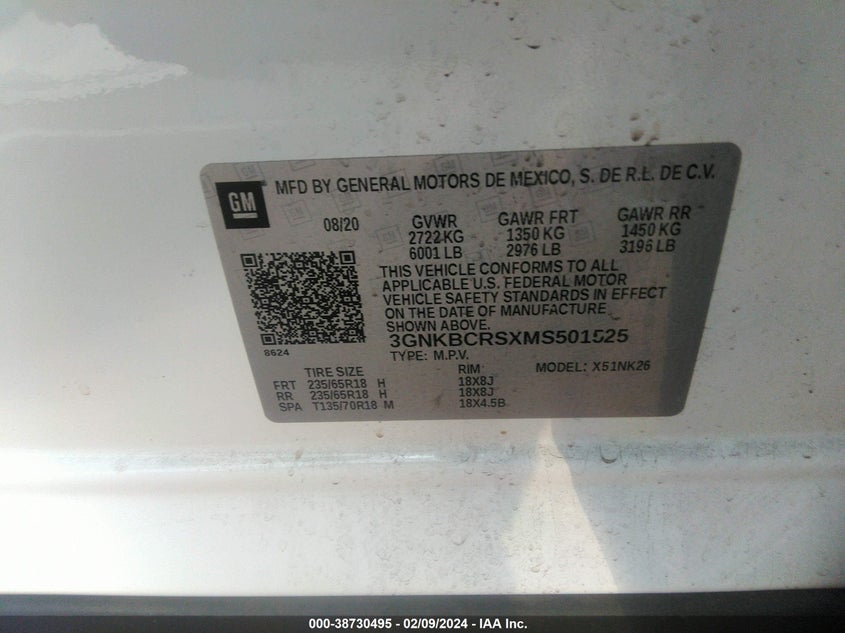 GM
MFD BY GENERAL MOTORS DE MEXICO, S. DE R.L. DE C.V.
08/20 GVWR GAWR FRT GAWR RR
2722 KG 1350 KG 1450 KG
6001 LB 2976 LB 3196 LB
THIS VEHICLE CONFORMS TO ALL
APPLICABLE U.S. FEDERAL MOTOR
VEHICLE SAFETY STANDARDS IN EFFECT
ON THE DATE OF MANUFACTURE
SHOWN ABOVE.
3GNKBCRSXMS501525
8624
TYPE: M.P.V. MODEL: X51NK26
TIRE SIZE RIM
FRT 235/65R18 H 18X8J
RR 235/65R18 H 18X8J
SPA T135/70R18 M 18X4.5B
000-38730495 - 02/09/2024 - IAA Inc.